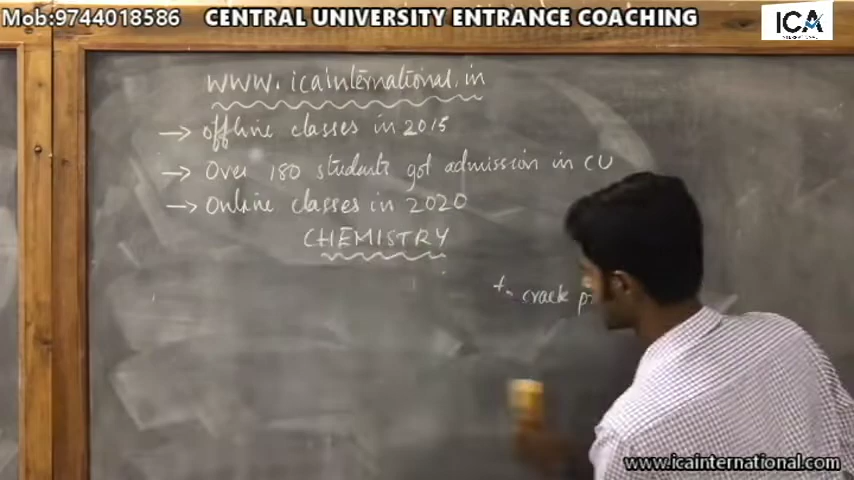 Mob:9744018586 CENTRAL UNIVERSITY ENTRANCE COACHING
ICA
INTERNATIONAL
www.icainternational.in
→ offline classes in 2015
→ Over 180 students got admission in CU
→ Online classes in 2020
CHEMISTRY
to crack
www.icainternational.com